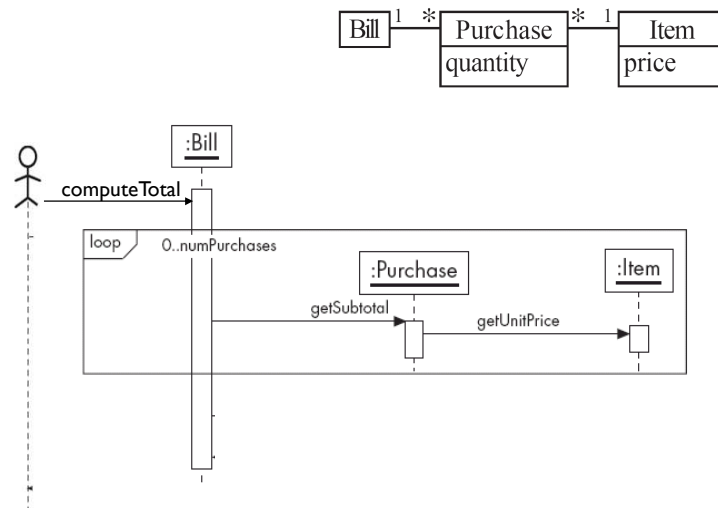 Bill 1 * Purchase * 1 Item
quantity price
:Bill
computeTotal
loop 0..numPurchases
:Purchase :Item
getSubtotal getUnitPrice